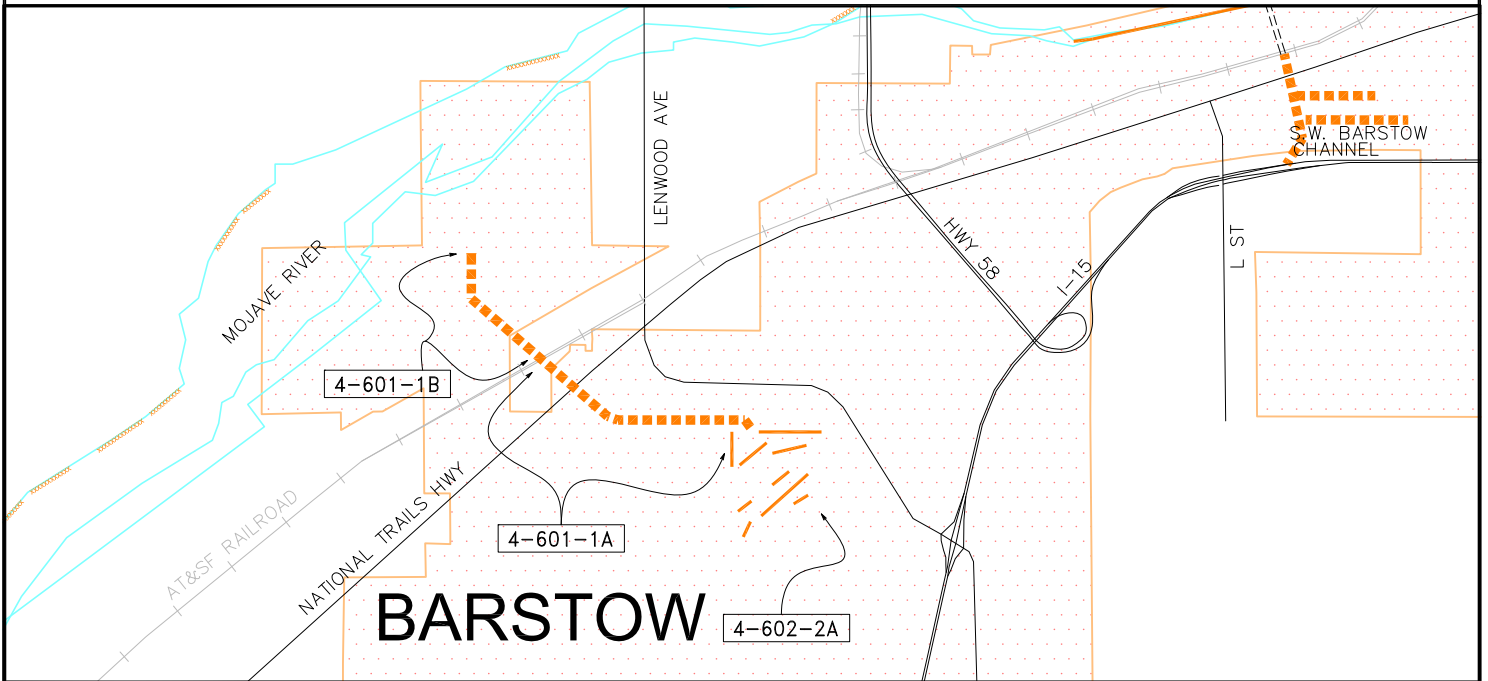 LENWOOD AVE
S.W. BARSTOW
CHANNEL
HWY 58
L ST
I-15
MOJAVE RIVER
4-601-1B
AT&SF RAILROAD
NATIONAL TRAILS HWY
4-601-1A
BARSTOW
4-602-2A